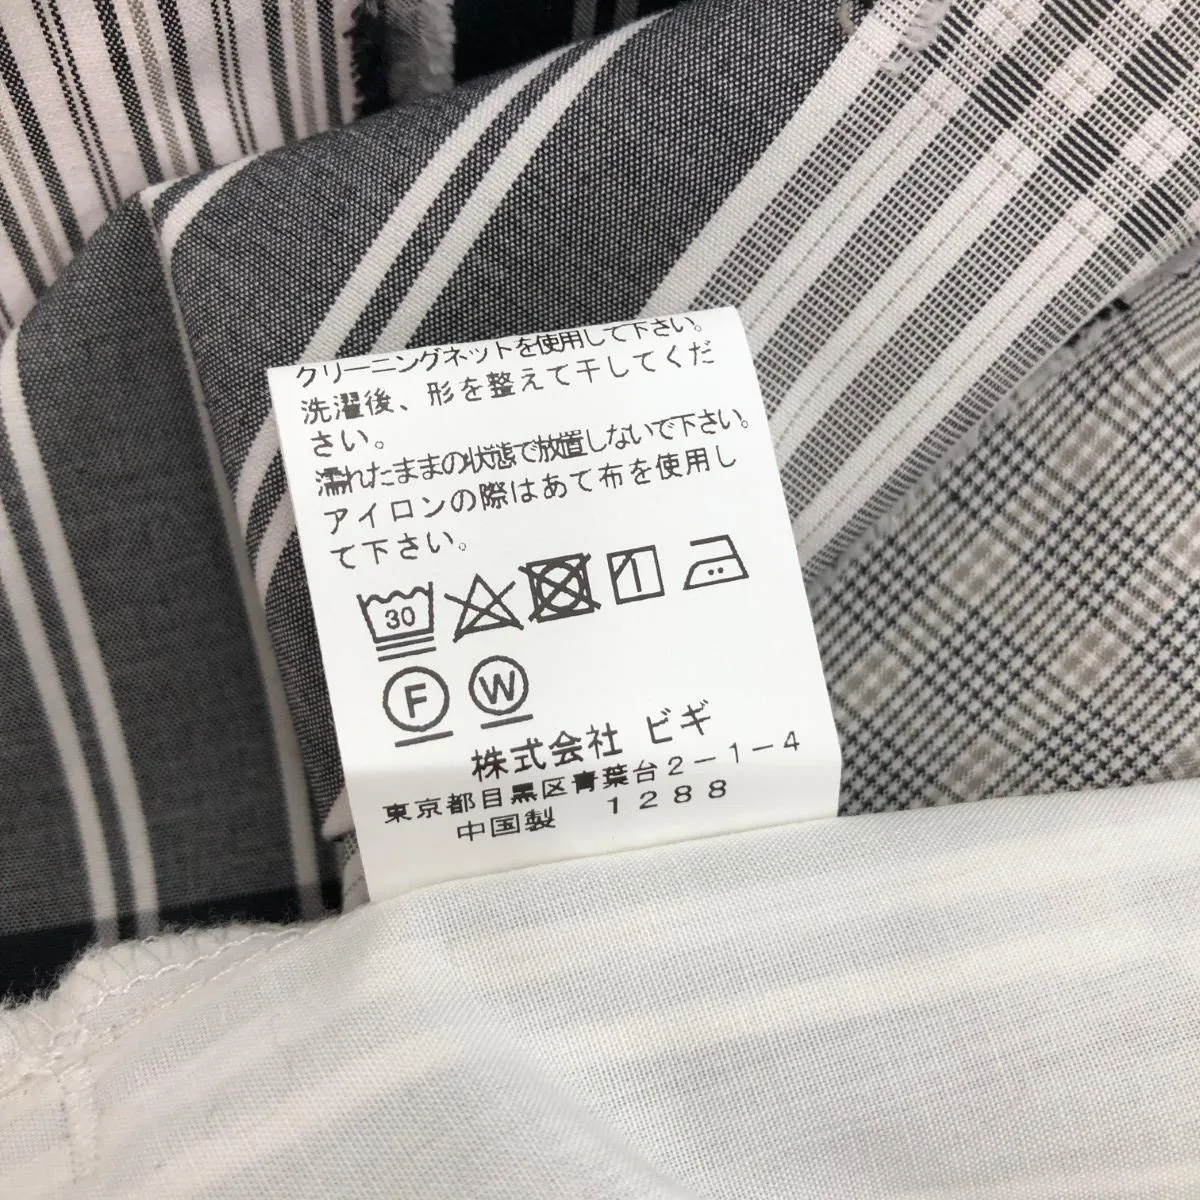 クリーニングネットを使用して下さい。
洗濯後、形を整えて干してくだ
さい。
濡れたままの状態で放置しないで下さい。
アイロンの際はあて布を使用し
て下さい。
30
F W
株式会社 ビギ
東京都目黒区青葉台2-1-4
中国製 1288